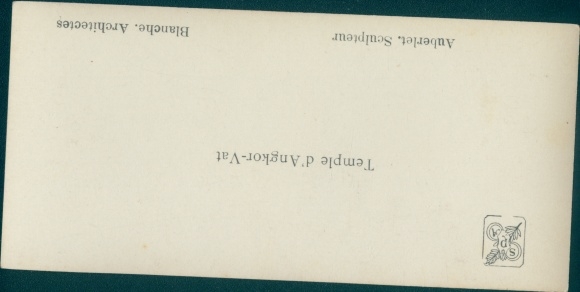 Temple d'Angkor-Vat
Auberlet, Sculpteur
Blanche, Architectes